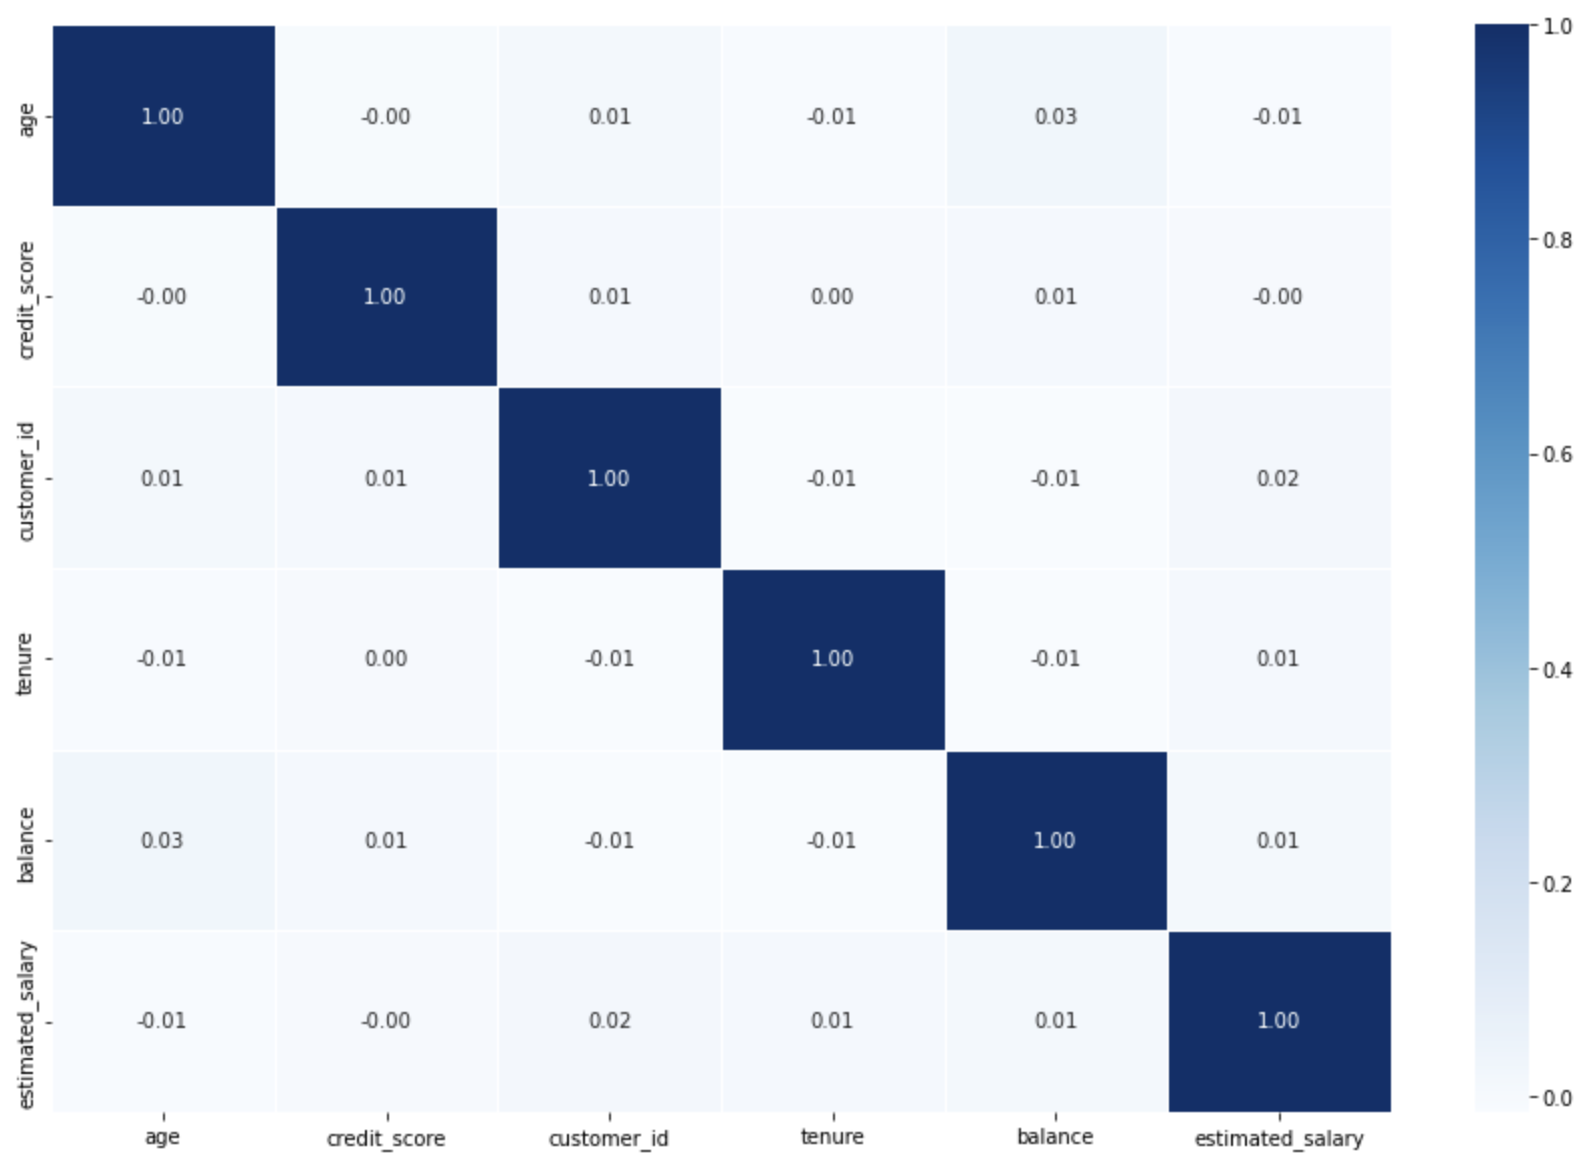 age 1.00 -0.00 0.01 -0.01 0.03 -0.01
credit_score -0.00 1.00 0.01 0.00 0.01 -0.00
customer_id 0.01 0.01 1.00 -0.01 -0.01 0.02
tenure -0.01 0.00 -0.01 1.00 -0.01 0.01
balance 0.03 0.01 -0.01 -0.01 1.00 0.01
estimated_salary -0.01 -0.00 0.02 0.01 0.01 1.00
age credit_score customer_id tenure balance estimated_salary
1.0
0.8
0.6
0.4
0.2
0.0